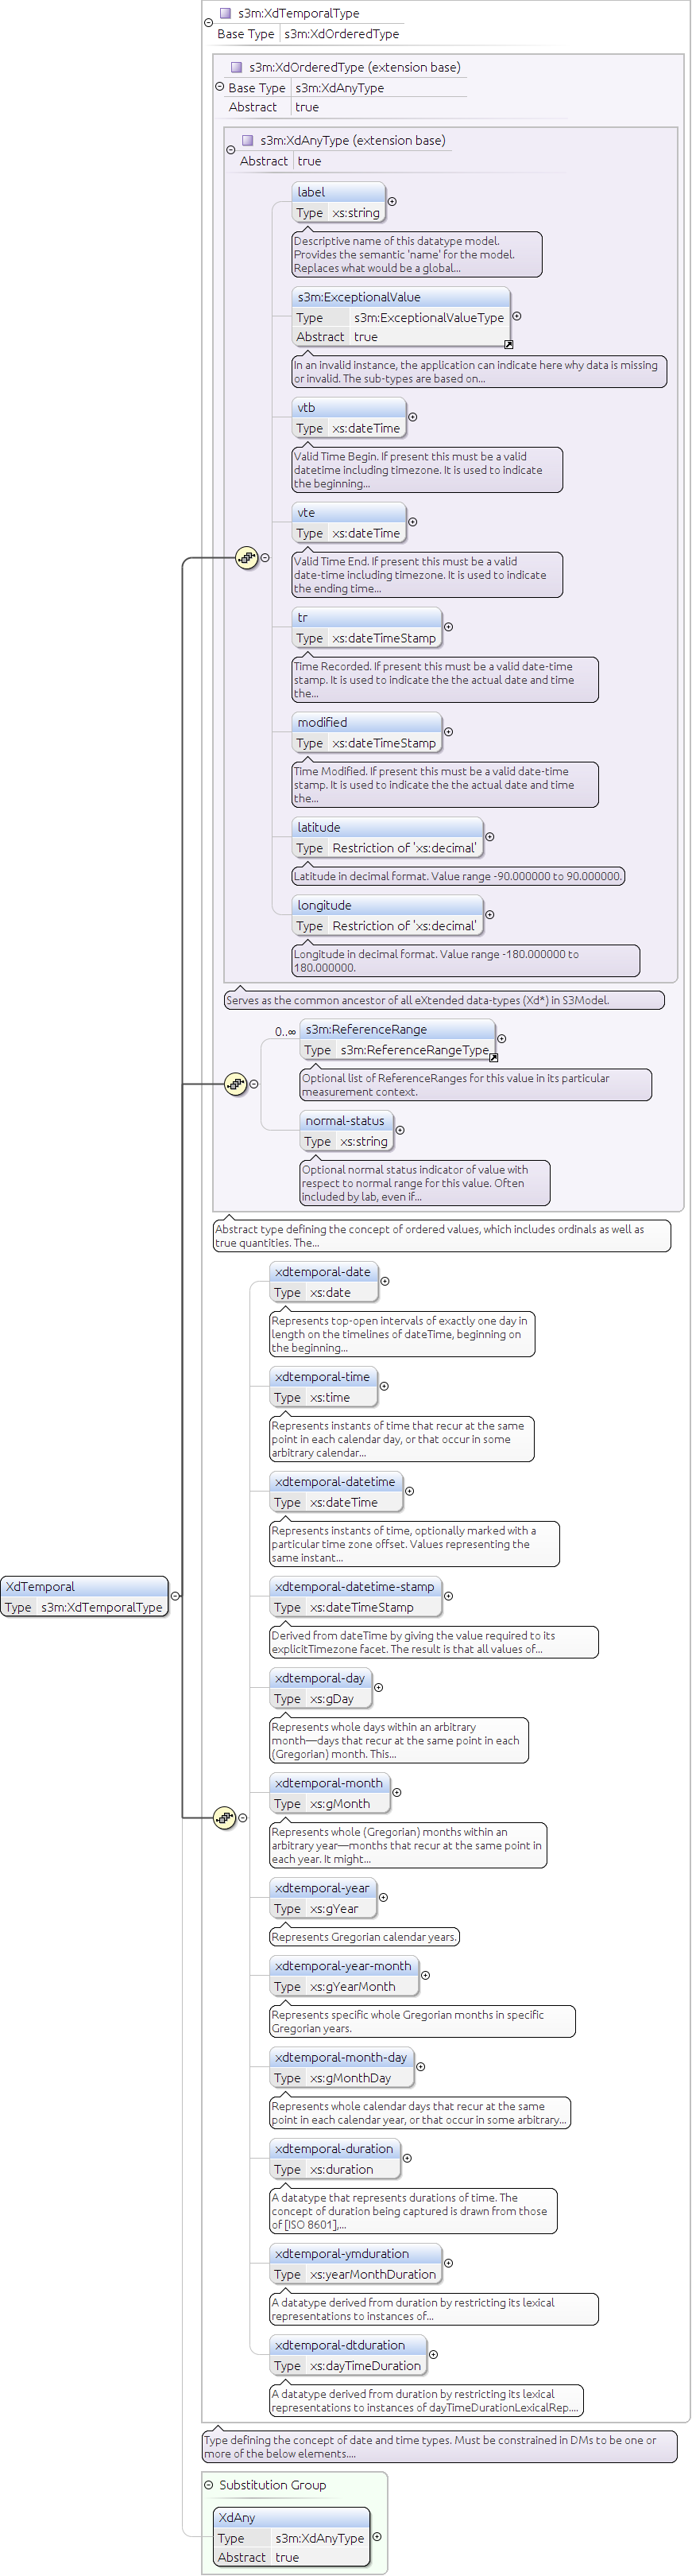 s3m:XdTemporalType
Base Type s3m:XdOrderedType
s3m:XdOrderedType (extension base)
Base Type s3m:XdAnyType
Abstract true
s3m:XdAnyType (extension base)
Abstract true
label
Type xs:string
Descriptive name of this datatype model.
Provides the semantic 'name' for the model.
Replaces what would be a global...
s3m:ExceptionalValue
Type s3m:ExceptionalValueType
Abstract true
In an invalid instance, the application can indicate here why data is missing
or invalid. The sub-types are based on...
vtb
Type xs:dateTime
Valid Time Begin. If present this must be a valid
datetime including timezone. It is used to indicate
the beginning...
vte
Type xs:dateTime
Valid Time End. If present this must be a valid
date-time including timezone. It is used to indicate
the ending time...
tr
Type xs:dateTimeStamp
Time Recorded. If present this must be a valid date-time
stamp. It is used to indicate the the actual date and time
the...
modified
Type xs:dateTimeStamp
Time Modified. If present this must be a valid date-time
stamp. It is used to indicate the the actual date and time
the...
latitude
Type Restriction of 'xs:decimal'
Latitude in decimal format. Value range -90.000000 to 90.000000.
longitude
Type Restriction of 'xs:decimal'
Longitude in decimal format. Value range -180.000000 to
180.000000.
Serves as the common ancestor of all eXtended data-types (Xd*) in S3Model.
0..∞
s3m:ReferenceRange
Type s3m:ReferenceRangeType
Optional list of ReferenceRanges for this value in its particular
measurement context.
normal-status
Type xs:string
Optional normal status indicator of value with
respect to normal range for this value. Often
included by lab, even if...
Abstract type defining the concept of ordered values, which includes ordinals as well as
true quantities. The...
xdtemporal-date
Type xs:date
Represents top-open intervals of exactly one day in
length on the timelines of dateTime, beginning on
the beginning...
xdtemporal-time
Type xs:time
Represents instants of time that recur at the same
point in each calendar day, or that occur in some
arbitrary calendar...
xdtemporal-datetime
Type xs:dateTime
Represents instants of time, optionally marked with a
particular time zone offset. Values representing the
same instant...
XdTemporal
Type s3m:XdTemporalType
xdtemporal-datetime-stamp
Type xs:dateTimeStamp
Derived from dateTime by giving the value required to its
explicitTimezone facet. The result is that all values of...
xdtemporal-day
Type xs:gDay
Represents whole days within an arbitrary
month—days that recur at the same point in each
(Gregorian) month. This...
xdtemporal-month
Type xs:gMonth
Represents whole (Gregorian) months within an
arbitrary year—months that recur at the same point in
each year. It might...
xdtemporal-year
Type xs:gYear
Represents Gregorian calendar years.
xdtemporal-year-month
Type xs:gYearMonth
Represents specific whole Gregorian months in specific
Gregorian years.
xdtemporal-month-day
Type xs:gMonthDay
Represents whole calendar days that recur at the same
point in each calendar year, or that occur in some arbitrary...
xdtemporal-duration
Type xs:duration
A datatype that represents durations of time. The
concept of duration being captured is drawn from those
of [ISO 8601],...
xdtemporal-ymduration
Type xs:yearMonthDuration
A datatype derived from duration by restricting its lexical
representations to instances of...
xdtemporal-dtduration
Type xs:dayTimeDuration
A datatype derived from duration by restricting its lexical
representations to instances of dayTimeDurationLexicalRep....
Type defining the concept of date and time types. Must be constrained in DMs to be one or
more of the below elements....
Substitution Group
XdAny
Type s3m:XdAnyType
Abstract true